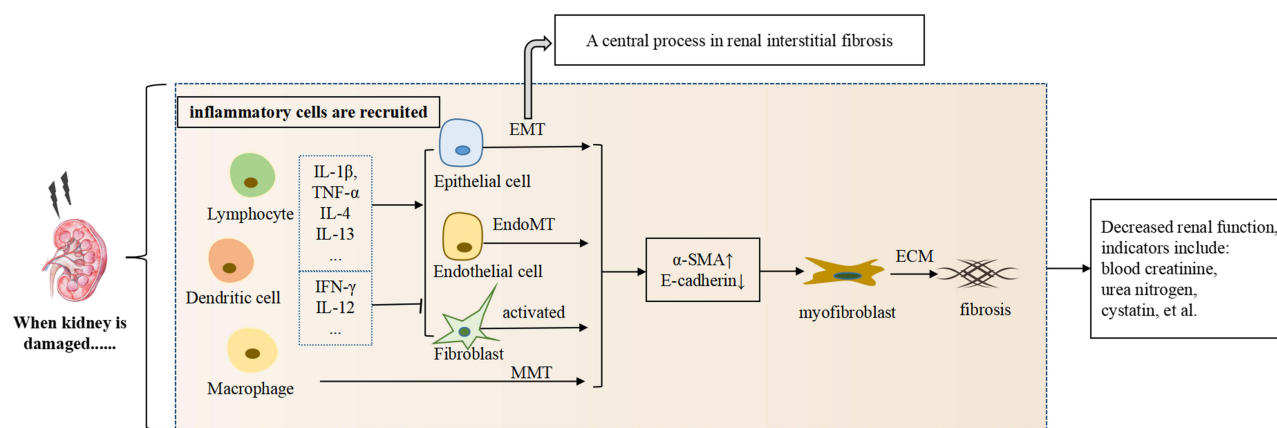 A central process in renal interstitial fibrosis
inflammatory cells are recruited
EMT
IL-1β,
TNF-α
IL-4
IL-13
...
Lymphocyte
Epithelial cell
EndoMT
Endothelial cell
Dendritic cell
IFN-γ
IL-12
...
activated
Fibroblast
Macrophage
MMT
When kidney is
damaged......
α-SMA↑
E-cadherin↓
myofibroblast
ECM
fibrosis
Decreased renal function,
indicators include:
blood creatinine,
urea nitrogen,
cystatin, et al.